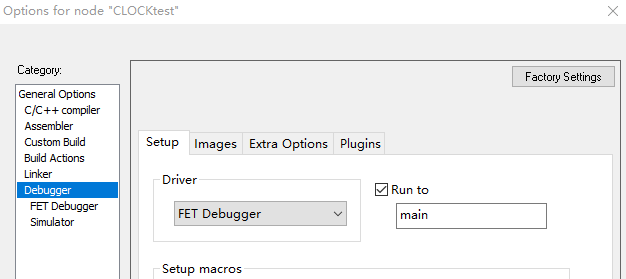 Options for node "CLOCKtest"
Category:
Factory Settings
General Options
C/C++ compiler
Assembler
Custom Build
Build Actions
Linker
Debugger
FET Debugger
Simulator
Setup Images Extra Options Plugins
Driver
FET Debugger
Run to
main
Setup macros